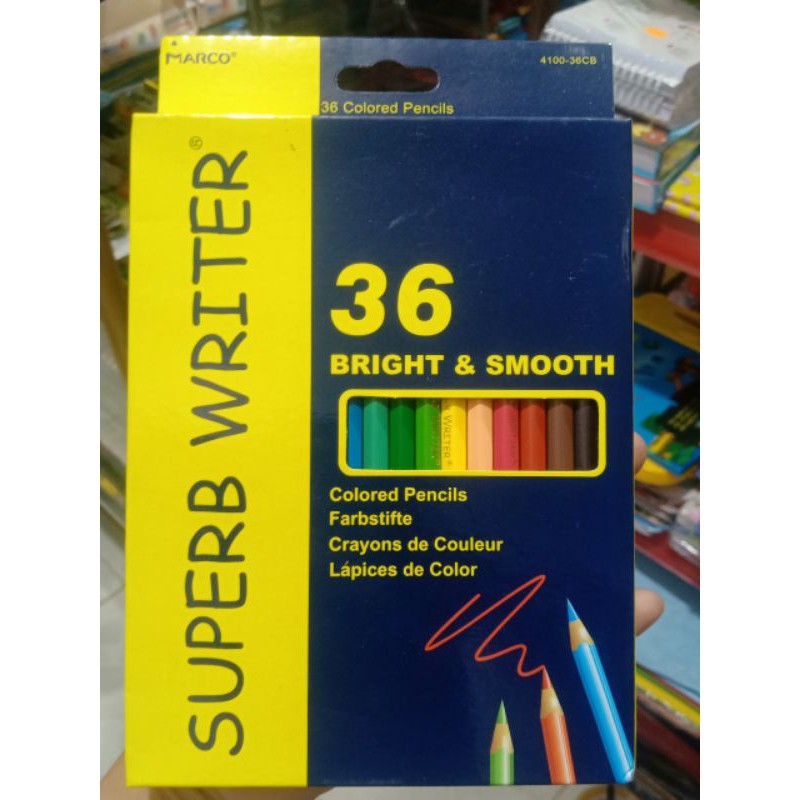 MARCO®
4100-36CB
36 Colored Pencils
SUPERB WRITER®
36
BRIGHT & SMOOTH
WRITER®
Colored Pencils
Farbstifte
Crayons de Couleur
Lápices de Color